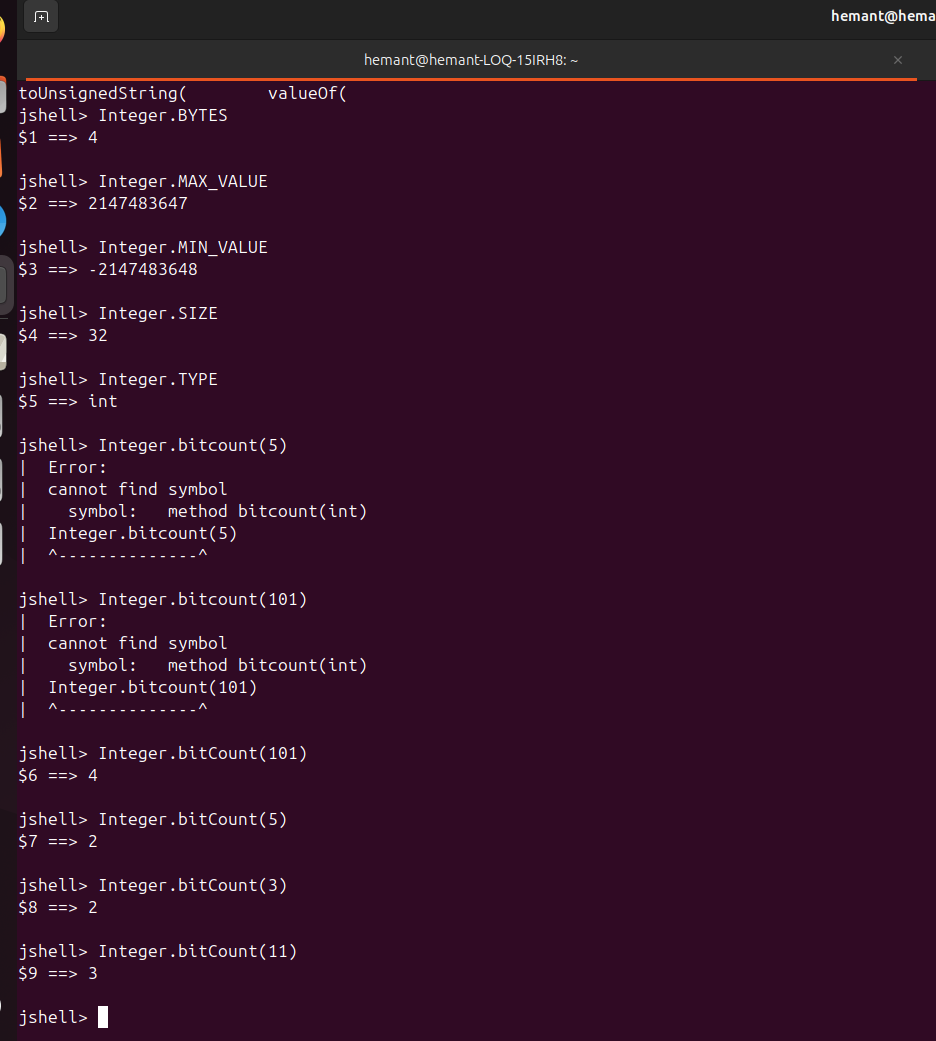 hemant@hema
hemant@hemant-LOQ-15IRH8: ~
toUnsignedString(        valueOf(
jshell> Integer.BYTES
$1 ==> 4
jshell> Integer.MAX_VALUE
$2 ==> 2147483647
jshell> Integer.MIN_VALUE
$3 ==> -2147483648
jshell> Integer.SIZE
$4 ==> 32
jshell> Integer.TYPE
$5 ==> int
jshell> Integer.bitcount(5)
|  Error:
|  cannot find symbol
|    symbol:   method bitcount(int)
|  Integer.bitcount(5)
|  ^--------------^
jshell> Integer.bitcount(101)
|  Error:
|  cannot find symbol
|    symbol:   method bitcount(int)
|  Integer.bitcount(101)
|  ^--------------^
jshell> Integer.bitCount(101)
$6 ==> 4
jshell> Integer.bitCount(5)
$7 ==> 2
jshell> Integer.bitCount(3)
$8 ==> 2
jshell> Integer.bitCount(11)
$9 ==> 3
jshell>